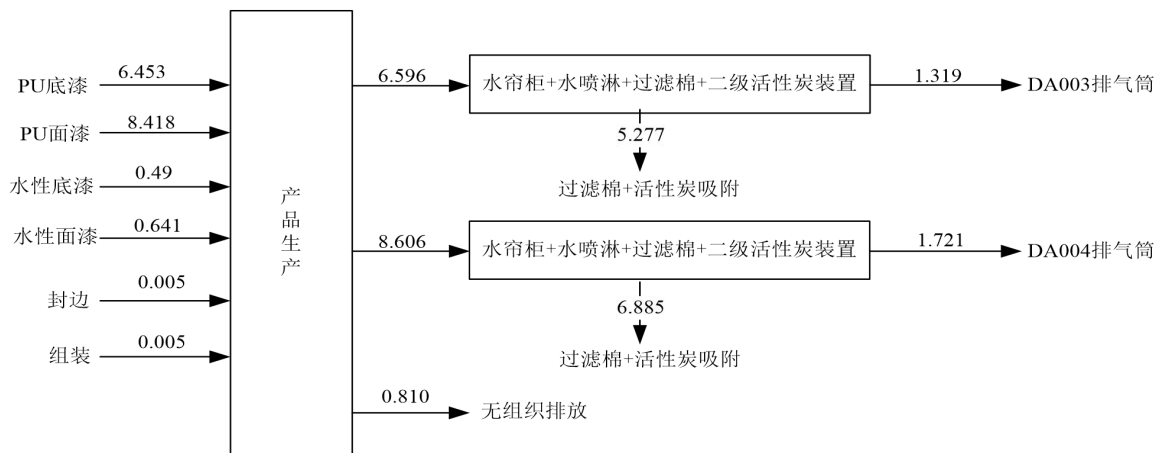 PU底漆
6.453
PU面漆
8.418
水性底漆
0.49
水性面漆
0.641
封边
0.005
组装
0.005
产品生产
6.596
水帘柜+水喷淋+过滤棉+二级活性炭装置
1.319
DA003排气筒
5.277
过滤棉+活性炭吸附
8.606
水帘柜+水喷淋+过滤棉+二级活性炭装置
1.721
DA004排气筒
6.885
过滤棉+活性炭吸附
0.810
无组织排放